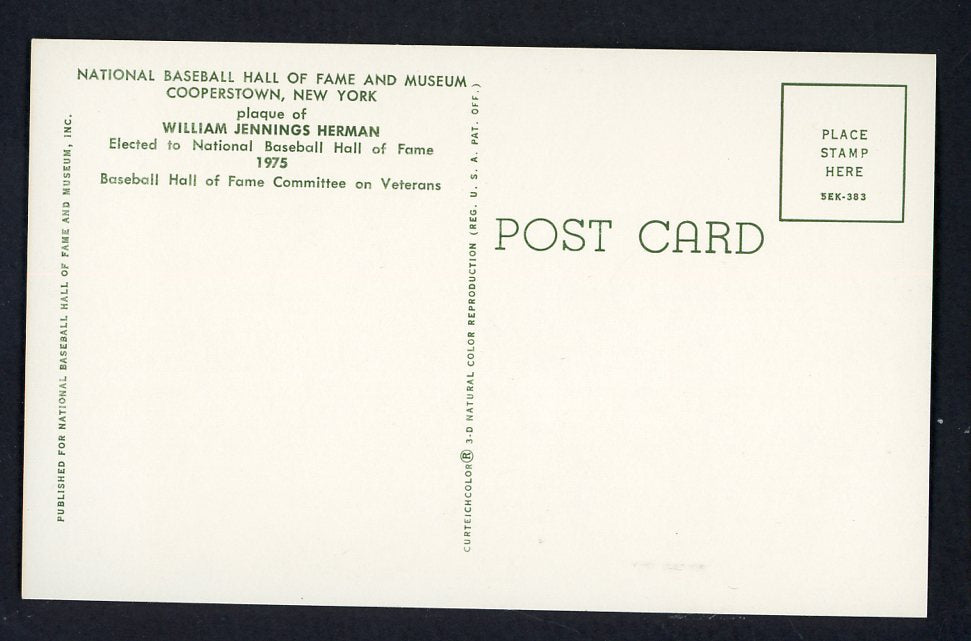 NATIONAL BASEBALL HALL OF FAME AND MUSEUM
COOPERSTOWN, NEW YORK
plaque of
WILLIAM JENNINGS HERMAN
Elected to National Baseball Hall of Fame
1975
Baseball Hall of Fame Committee on Veterans
PUBLISHED FOR NATIONAL BASEBALL HALL OF FAME AND MUSEUM, INC.
CURTEICHCOLOR® 3-D NATURAL COLOR REPRODUCTION (REG. U. S. A. PAT. OFF.)
POST CARD
PLACE
STAMP
HERE
5EK-383